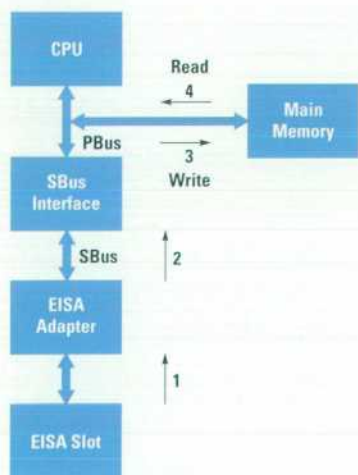 CPU
Read
4
Main
Memory
PBus
3
Write
SBus
Interface
SBus
2
EISA
Adapter
1
EISA Slot